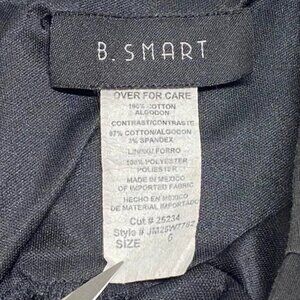 B. SMART
OVER FOR CARE
100% COTTON
ALGODON
CONTRAST/CONTRASTE
97% COTTON/ALGODON
3% SPANDEX
LINING/FORRO
100% POLYESTER
POLIESTER
MADE IN MEXICO
OF IMPORTED FABRIC
HECHO EN MEXICO
DE MATERIAL IMPORTADO
Cut # 25234
Style #
SIZE 6